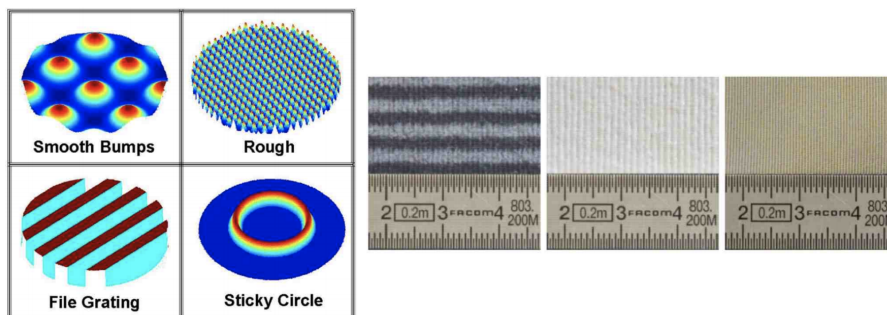 Smooth Bumps
Rough
File Grating
Sticky Circle
2 0.2m 3 FACOM 4 803.
200M
2 0.2m 3 FACOM 4 803.
200M
2 0.2m 3 FACOM 4 803.
200M